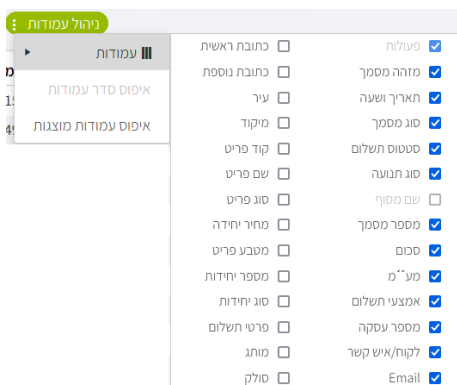 ניהול עמודות
עמודות
איפוס סדר עמודות
איפוס עמודות מוצגות
פעולות
מזהה מסמך
תאריך ושעה
סוג מסמך
סטטוס תשלום
סוג תנועה
שם מסוף
מספר מסמך
סכום
מע´´מ
אמצעי תשלום
מספר עסקה
לקוח/איש קשר
Email
כתובת ראשית
כתובת נוספת
עיר
מיקוד
קוד פריט
שם פריט
סוג פריט
מחיר יחידה
מטבע פריט
מספר יחידות
סוג יחידות
פרטי תשלום
מותג
סולק